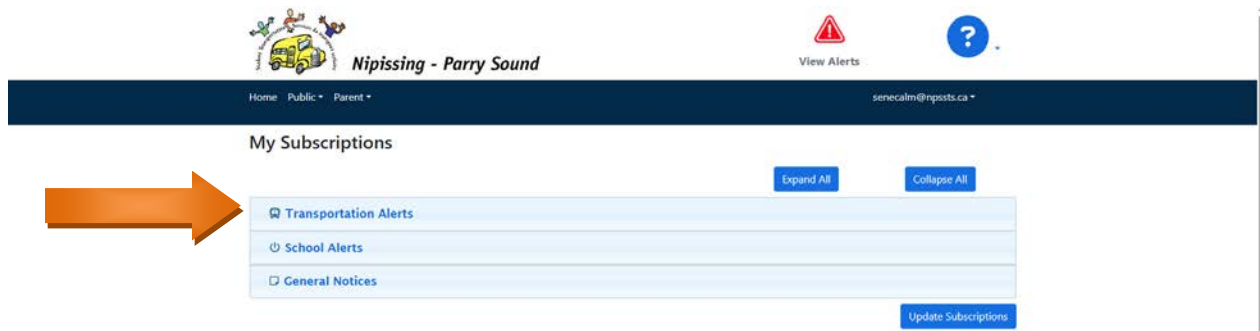 Nipissing - Parry Sound
View Alerts
?
Home Public Parent senecalm@npssts.ca
My Subscriptions
Expand All Collapse All
Transportation Alerts
School Alerts
General Notices
Update Subscriptions